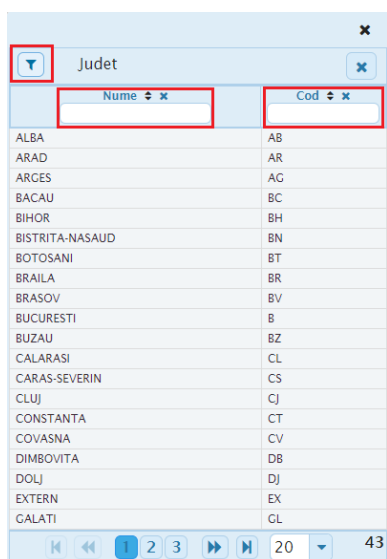 Judet
Nume Cod
ALBA AB
ARAD AR
ARGES AG
BACAU BC
BIHOR BH
BISTRITA-NASAUD BN
BOTOSANI BT
BRAILA BR
BRASOV BV
BUCURESTI B
BUZAU BZ
CALARASI CL
CARAS-SEVERIN CS
CLUJ CJ
CONSTANTA CT
COVASNA CV
DIMBOVITA DB
DOLJ DJ
EXTERN EX
GALATI GL
1 2 3 20 43